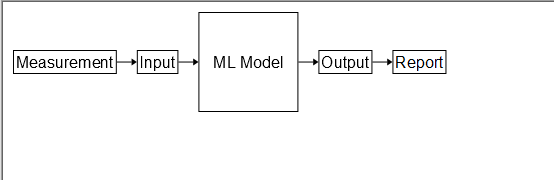 Measurement
Input
ML Model
Output
Report